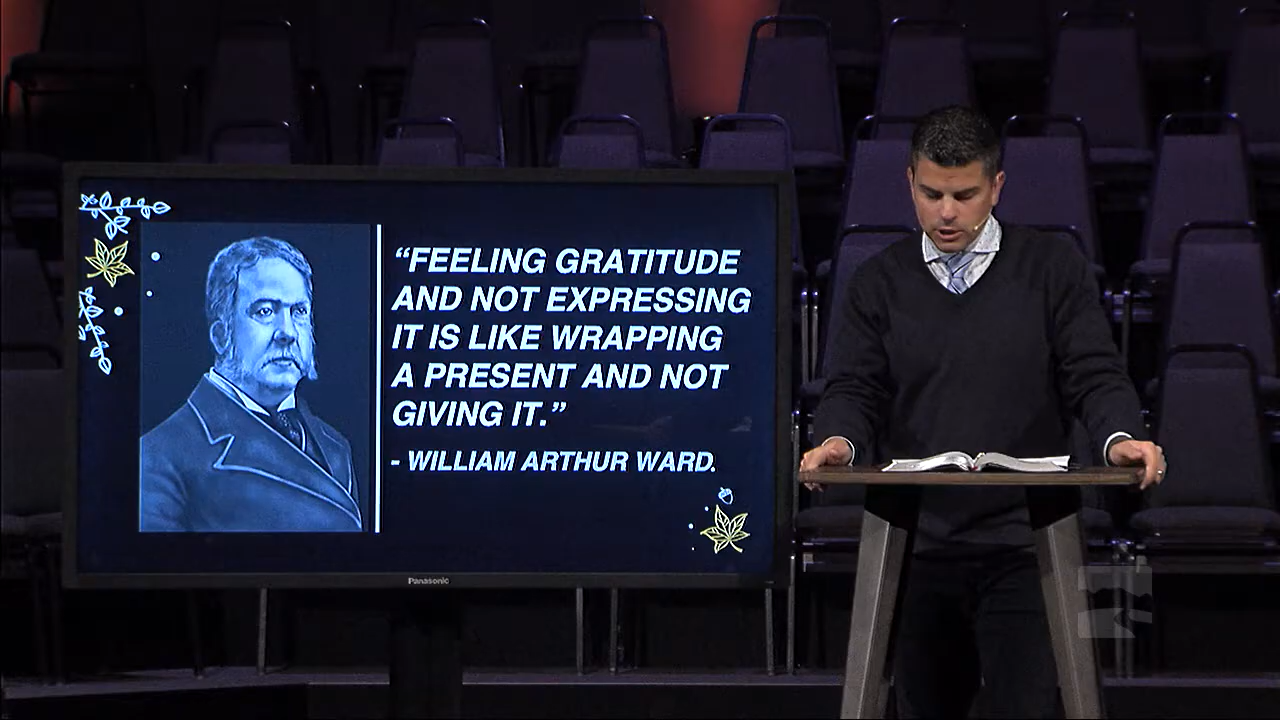 “FEELING GRATITUDE
AND NOT EXPRESSING
IT IS LIKE WRAPPING
A PRESENT AND NOT
GIVING IT.”
- WILLIAM ARTHUR WARD.
Panasonic